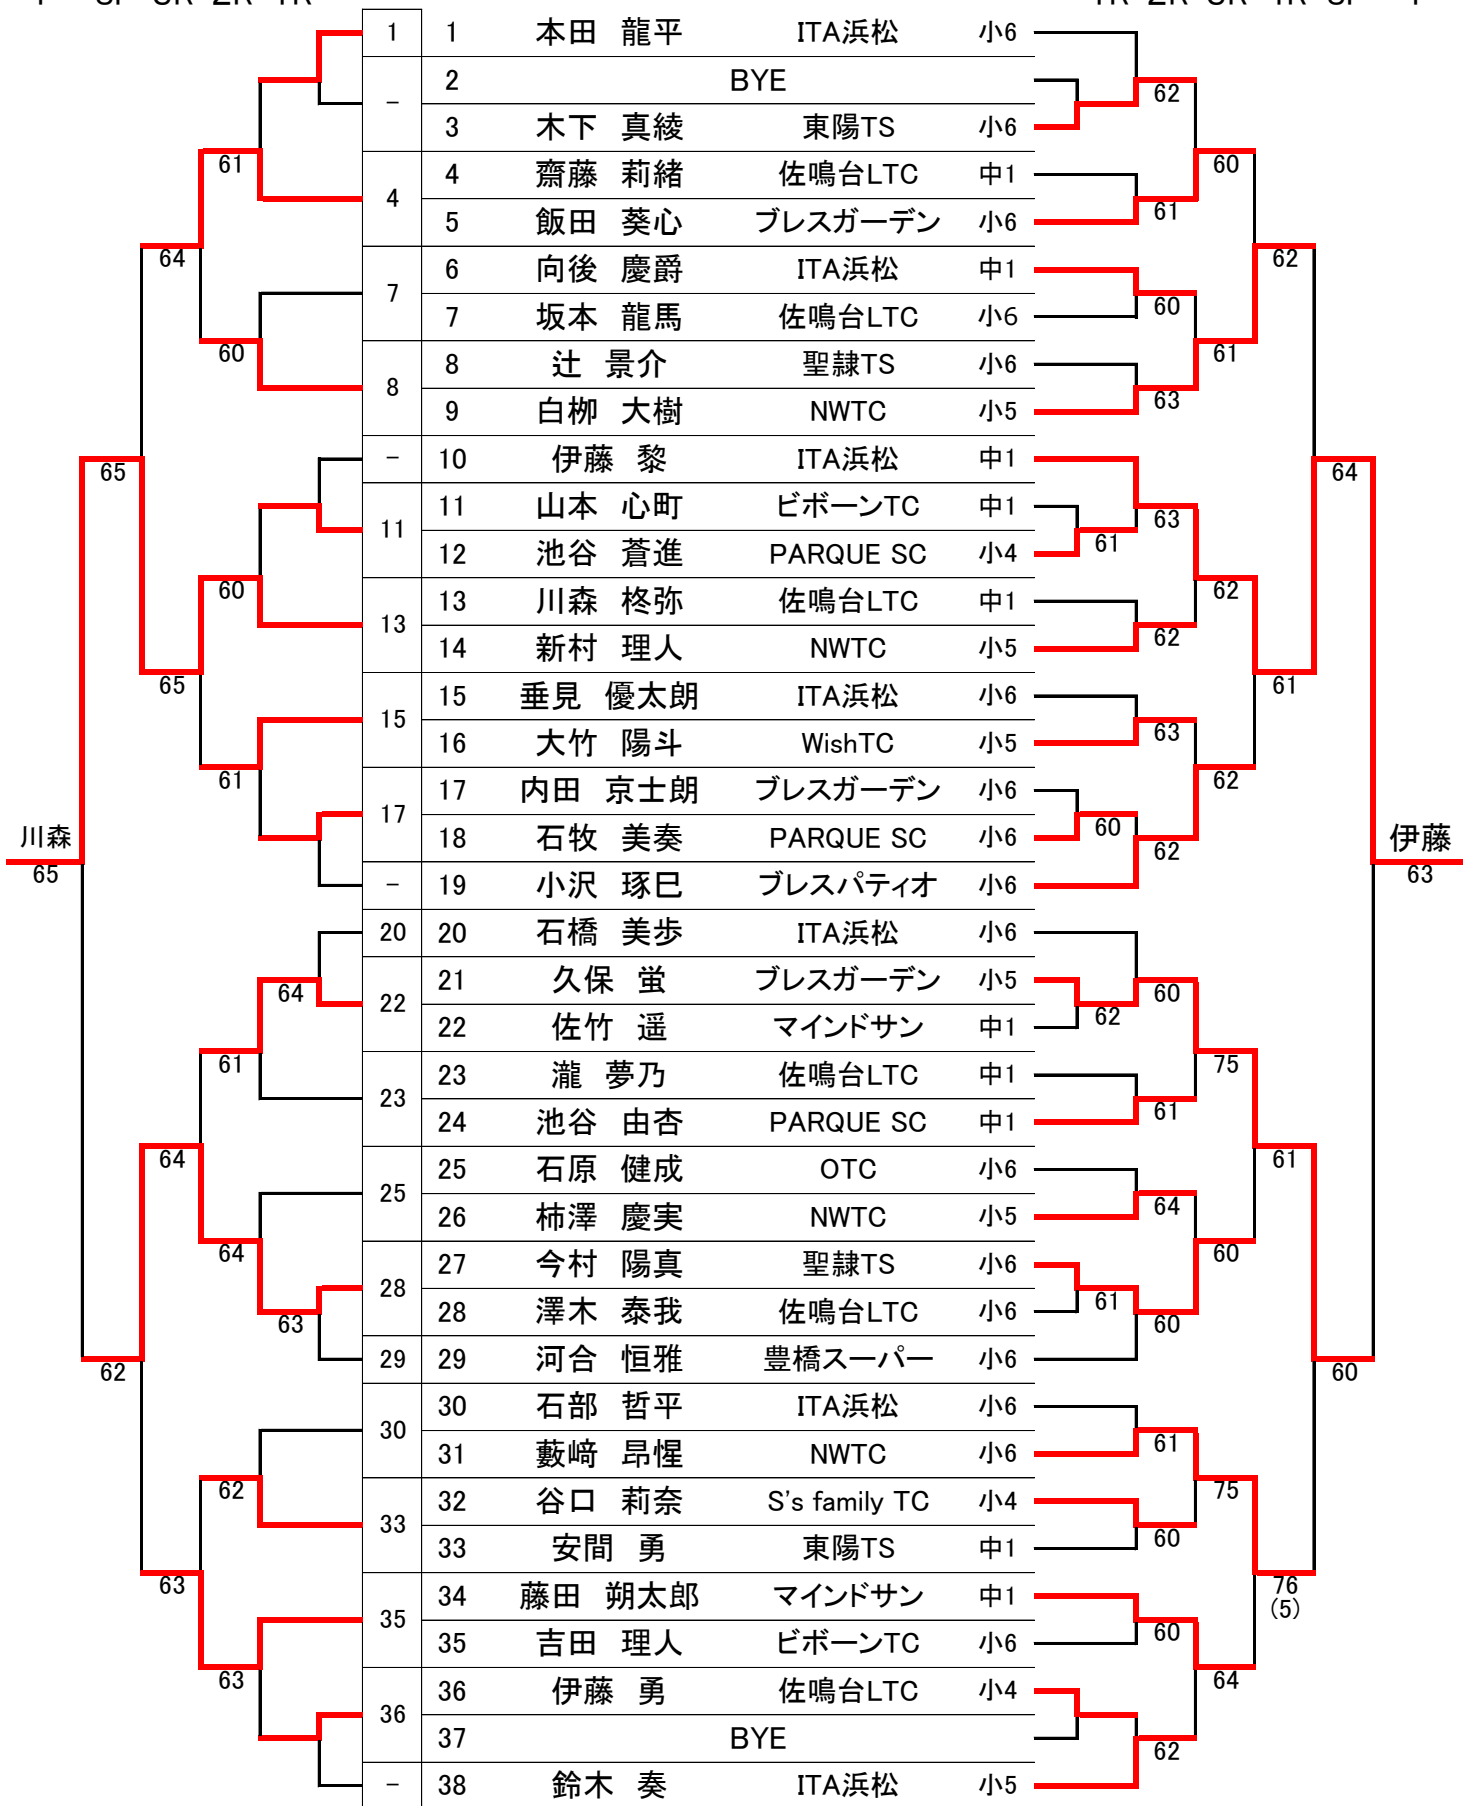 1 1 本田 龍平 ITA浜松 小6
- 2 BYE 62
3 木下 真綾 東陽TS 小6
61 4 4 齋藤 莉緒 佐鳴台LTC 中1 60
5 飯田 葵心 ブレスガーデン 小6 61
64 7 6 向後 慶爵 ITA浜松 中1 62
7 坂本 龍馬 佐鳴台LTC 小6 60
60 8 8 辻 景介 聖隷TS 小6 61
9 白栁 大樹 NWTC 小5 63
65 - 10 伊藤 黎 ITA浜松 中1 64
11 11 山本 心町 ビボーンTC 中1 63
12 池谷 蒼進 PARQUE SC 小4 61
60 13 13 川森 柊弥 佐鳴台LTC 中1 62
14 新村 理人 NWTC 小5 62
65 15 15 垂見 優太朗 ITA浜松 小6 61
16 大竹 陽斗 WishTC 小5 63
61 17 17 内田 京士朗 ブレスガーデン 小6 62
川森 18 石牧 美奏 PARQUE SC 小6 60 62 伊藤
65 - 19 小沢 琢巳 ブレスパティオ 小6 63
20 20 石橋 美歩 ITA浜松 小6
64 22 21 久保 蛍 ブレスガーデン 小5 60
22 佐竹 遥 マインドサン 中1 62
61 23 23 瀧 夢乃 佐鳴台LTC 中1 75
24 池谷 由杏 PARQUE SC 中1 61
64 25 25 石原 健成 OTC 小6 61
26 柿澤 慶実 NWTC 小5 64
64 28 27 今村 陽真 聖隷TS 小6 60
63 28 澤木 泰我 佐鳴台LTC 小6 61 60
62 29 29 河合 恒雅 豊橋スーパー 小6 60
30 30 石部 哲平 ITA浜松 小6
31 藪﨑 昂惺 NWTC 小6 61
62 33 32 谷口 莉奈 S's family TC 小4 75
33 安間 勇 東陽TS 中1 60
63 35 34 藤田 朔太郎 マインドサン 中1 76
(5)
35 吉田 理人 ビボーンTC 小6 60
63 36 36 伊藤 勇 佐鳴台LTC 小4 64
37 BYE 62
- 38 鈴木 奏 ITA浜松 小5